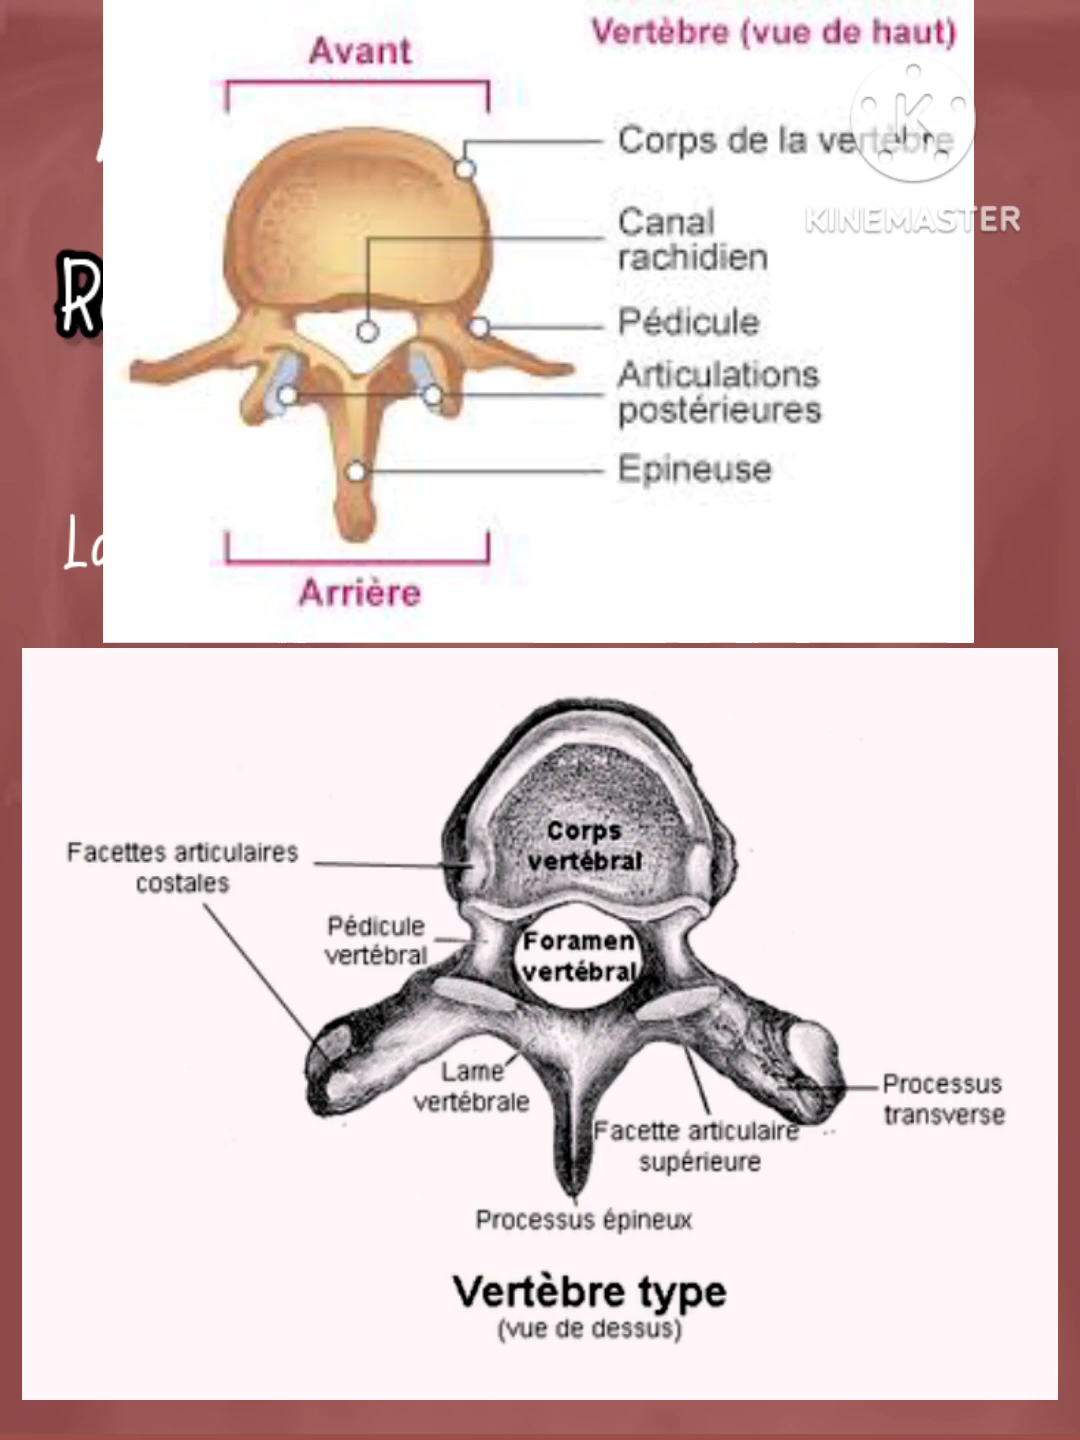 Vertèbre (vue de haut)
Avant
Corps de la vertèbre
KINEMASTER
Canal
rachidien
Pédicule
Articulations
postérieures
Epineuse
Arrière
Corps
vertébral
Facettes articulaires
costales
Pédicule
vertébral
Foramen
vertébral
Lame
vertébrale
Processus
transverse
Facette articulaire
supérieure
Processus épineux
Vertèbre type
(vue de dessus)